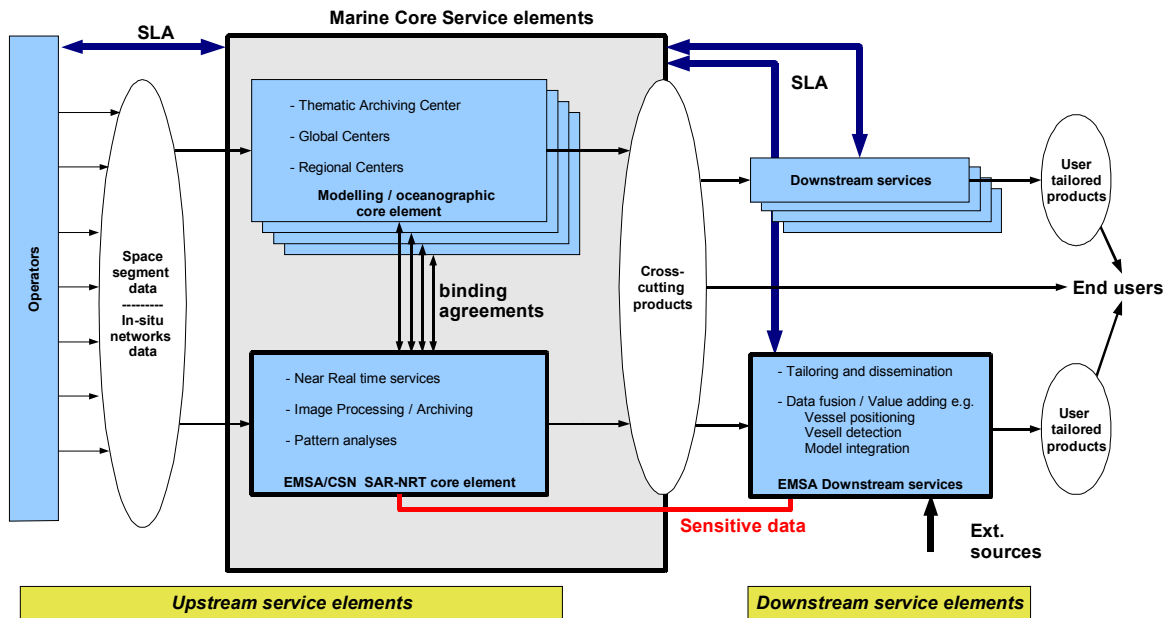 Marine Core Service elements
SLA
Operators
Space
segment
data
---------
In-situ
networks
data
- Thematic Archiving Center
- Global Centers
- Regional Centers
Modelling / oceanographic
core element
binding
agreements
- Near Real time services
- Image Processing / Archiving
- Pattern analyses
EMSA/CSN SAR-NRT core element
Cross-
cutting
products
SLA
Downstream services
User
tailored
products
End users
- Tailoring and dissemination
- Data fusion / Value adding e.g.
Vessel positioning
Vesell detection
Model integration
EMSA Downstream services
User
tailored
products
Sensitive data
Ext.
sources
Upstream service elements
Downstream service elements